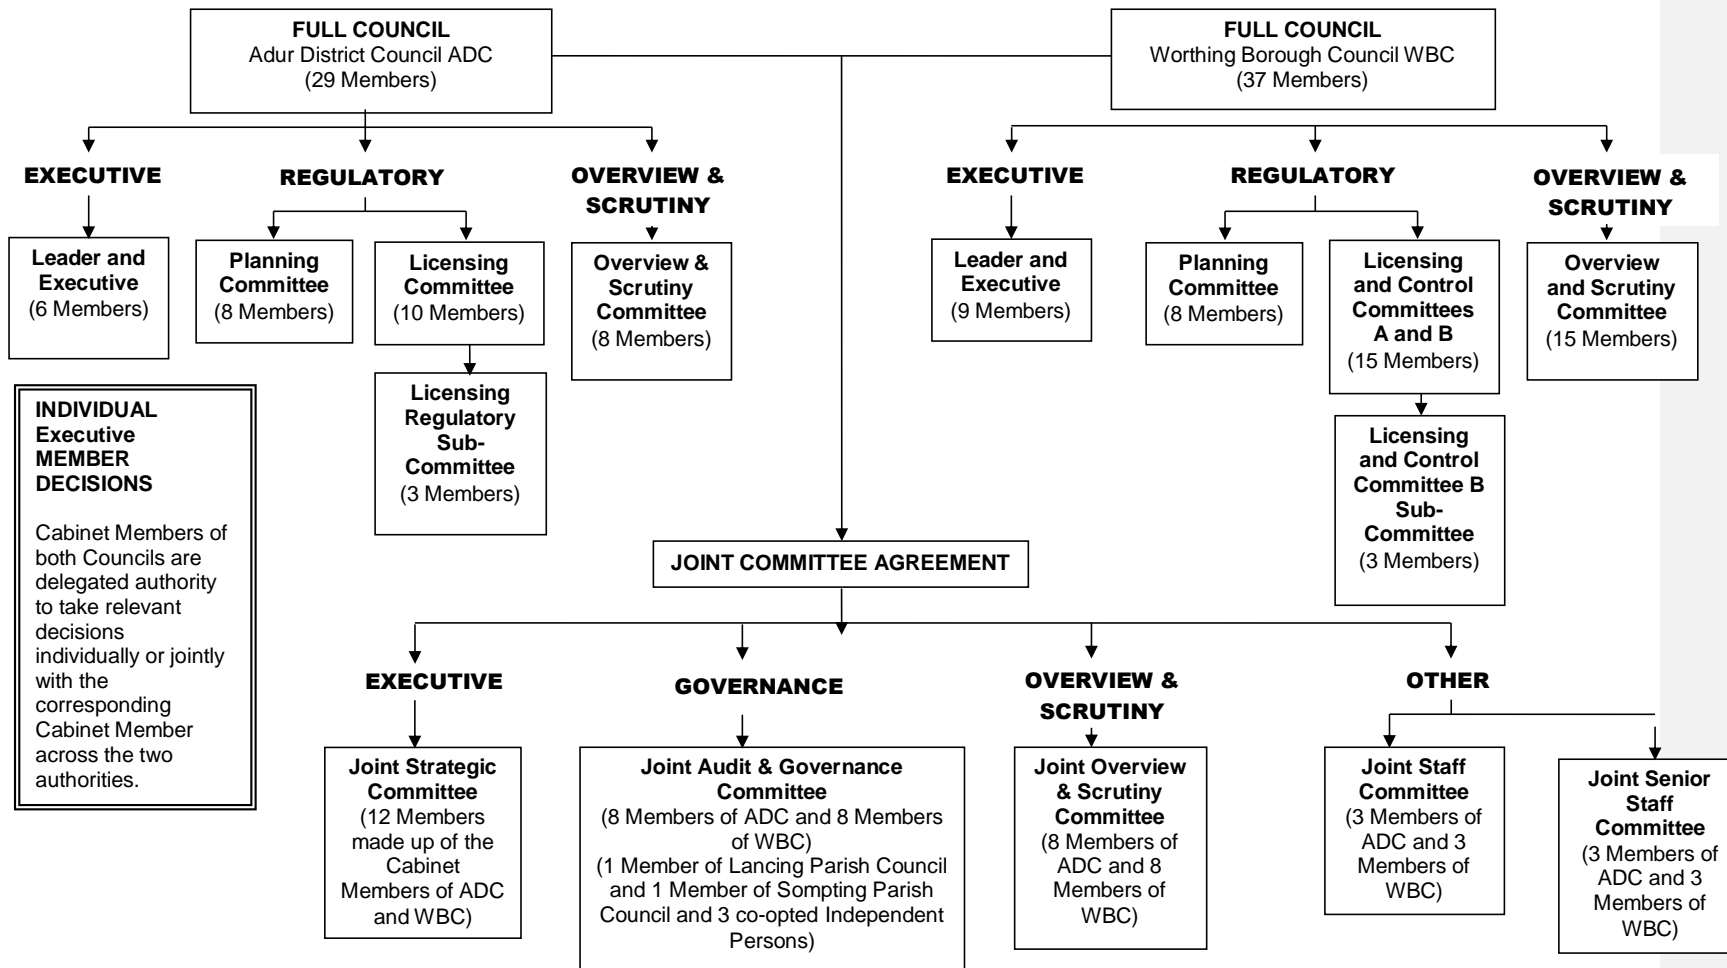 FULL COUNCIL
Adur District Council ADC
(29 Members)
FULL COUNCIL
Worthing Borough Council WBC
(37 Members)
EXECUTIVE
REGULATORY
OVERVIEW &
SCRUTINY
EXECUTIVE
REGULATORY
OVERVIEW &
SCRUTINY
Leader and
Executive
(6 Members)
Planning
Committee
(8 Members)
Licensing
Committee
(10 Members)
Overview &
Scrutiny
Committee
(8 Members)
Leader and
Executive
(9 Members)
Planning
Committee
(8 Members)
Licensing
and Control
Committees
A and B
(15 Members)
Overview
and Scrutiny
Committee
(15 Members)
Licensing
Regulatory
Sub-
Committee
(3 Members)
Licensing
and Control
Committee B
Sub-
Committee
(3 Members)
INDIVIDUAL
Executive
MEMBER
DECISIONS
Cabinet Members of
both Councils are
delegated authority
to take relevant
decisions
individually or jointly
with the
corresponding
Cabinet Member
across the two
authorities.
JOINT COMMITTEE AGREEMENT
EXECUTIVE
GOVERNANCE
OVERVIEW &
SCRUTINY
OTHER
Joint Strategic
Committee
(12 Members
made up of the
Cabinet
Members of ADC
and WBC)
Joint Audit & Governance
Committee
(8 Members of ADC and 8 Members
of WBC)
(1 Member of Lancing Parish Council
and 1 Member of Sompting Parish
Council and 3 co-opted Independent
Persons)
Joint Overview
& Scrutiny
Committee
(8 Members of
ADC and 8
Members of
WBC)
Joint Staff
Committee
(3 Members of
ADC and 3
Members of
WBC)
Joint Senior
Staff
Committee
(3 Members of
ADC and 3
Members of
WBC)